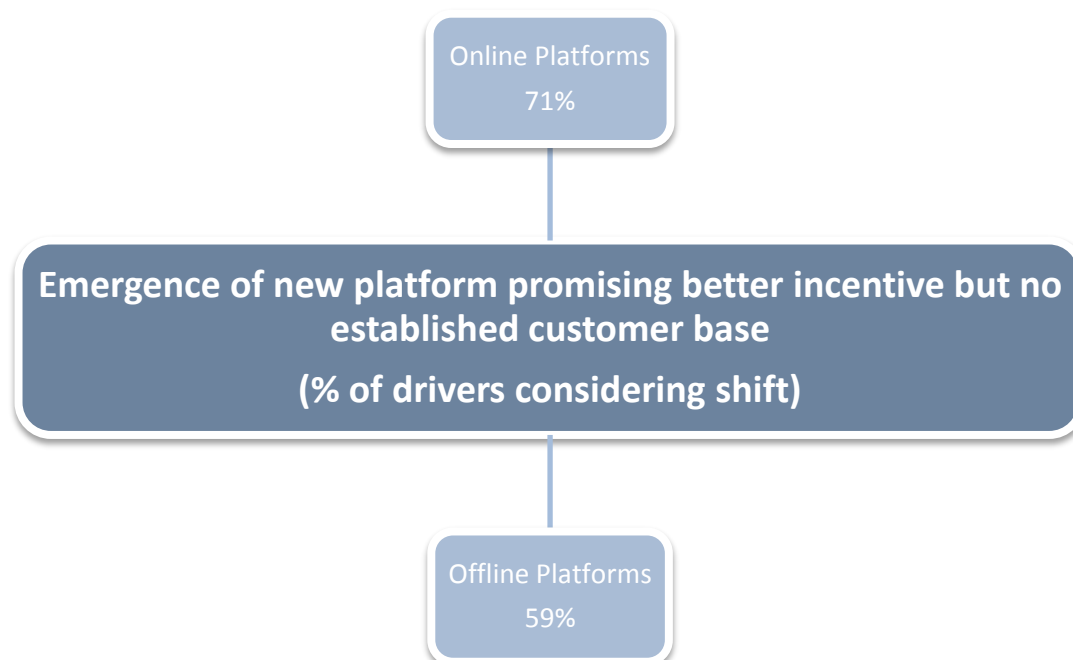 Online Platforms
71%
Emergence of new platform promising better incentive but no
established customer base
(% of drivers considering shift)
Offline Platforms
59%